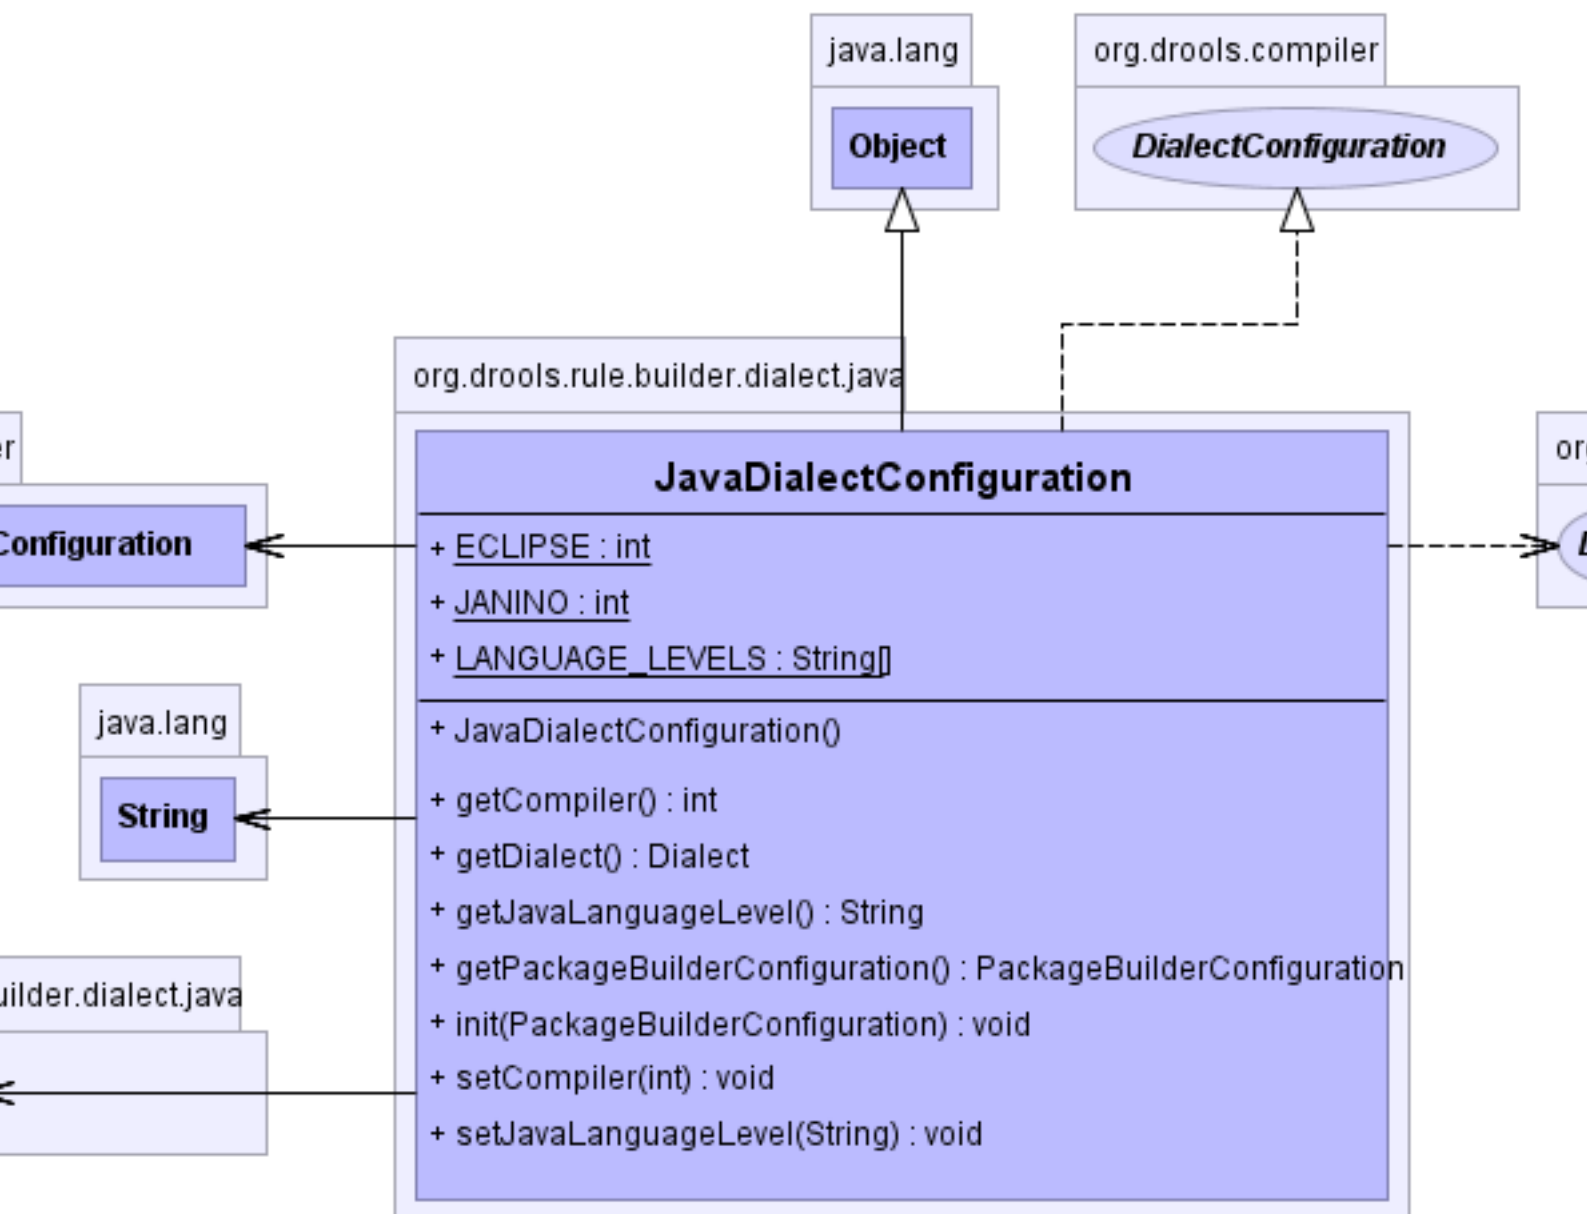 java.lang
org.drools.compiler
Object
DialectConfiguration
org.drools.rule.builder.dialect.java
JavaDialectConfiguration
+ ECLIPSE : int
+ JANINO : int
+ LANGUAGE_LEVELS : String[]
+ JavaDialectConfiguration()
+ getCompiler() : int
+ getDialect() : Dialect
+ getJavaLanguageLevel() : String
+ getPackageBuilderConfiguration() : PackageBuilderConfiguration
+ init(PackageBuilderConfiguration) : void
+ setCompiler(int) : void
+ setJavaLanguageLevel(String) : void
er
Configuration
java.lang
String
uilder.dialect.java
or